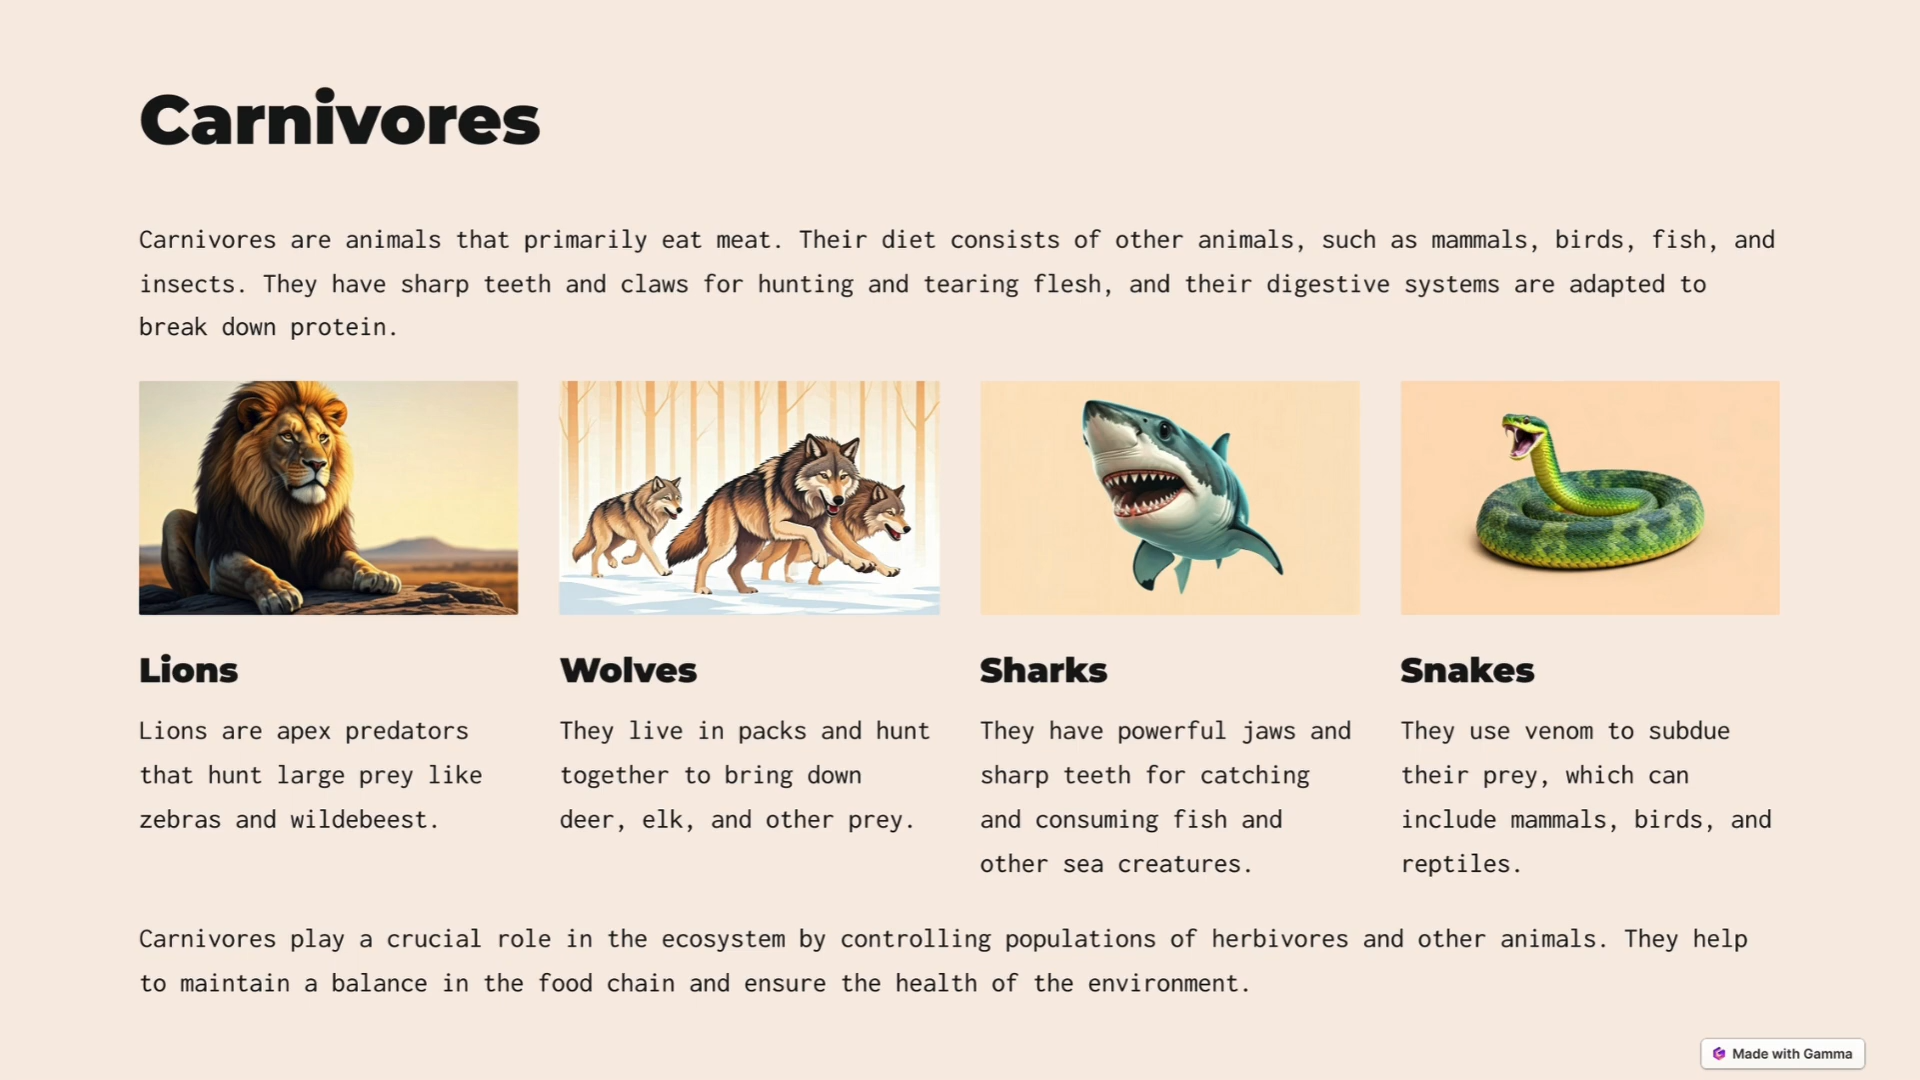 Carnivores
Carnivores are animals that primarily eat meat. Their diet consists of other animals, such as mammals, birds, fish, and
insects. They have sharp teeth and claws for hunting and tearing flesh, and their digestive systems are adapted to
break down protein.
Lions
Lions are apex predators
that hunt large prey like
zebras and wildebeest.
Wolves
They live in packs and hunt
together to bring down
deer, elk, and other prey.
Sharks
They have powerful jaws and
sharp teeth for catching
and consuming fish and
other sea creatures.
Snakes
They use venom to subdue
their prey, which can
include mammals, birds, and
reptiles.
Carnivores play a crucial role in the ecosystem by controlling populations of herbivores and other animals. They help
to maintain a balance in the food chain and ensure the health of the environment.
Made with Gamma